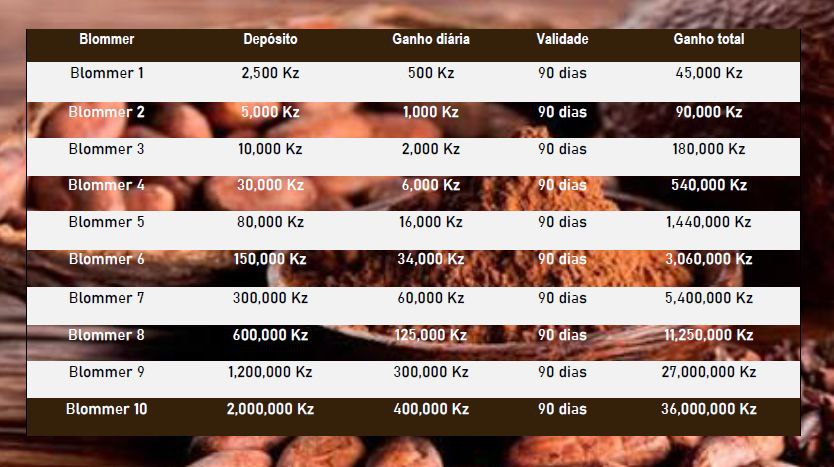 Blommer Depósito Ganho diária Validade Ganho total
Blommer 1 2,500 Kz 500 Kz 90 dias 45,000 Kz
Blommer 2 5,000 Kz 1,000 Kz 90 dias 90,000 Kz
Blommer 3 10,000 Kz 2,000 Kz 90 dias 180,000 Kz
Blommer 4 30,000 Kz 6,000 Kz 90 dias 540,000 Kz
Blommer 5 80,000 Kz 16,000 Kz 90 dias 1,440,000 Kz
Blommer 6 150,000 Kz 34,000 Kz 90 dias 3,060,000 Kz
Blommer 7 300,000 Kz 60,000 Kz 90 dias 5,400,000 Kz
Blommer 8 600,000 Kz 125,000 Kz 90 dias 11,250,000 Kz
Blommer 9 1,200,000 Kz 300,000 Kz 90 dias 27,000,000 Kz
Blommer 10 2,000,000 Kz 400,000 Kz 90 dias 36,000,000 Kz